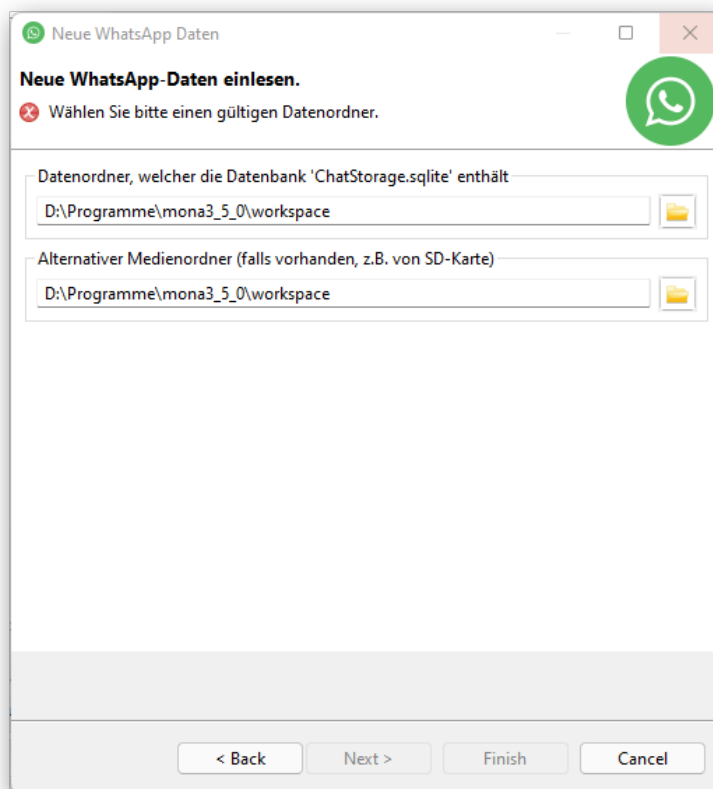 Neue WhatsApp Daten
Neue WhatsApp-Daten einlesen.
Wählen Sie bitte einen gültigen Datenordner.
Datenordner, welcher die Datenbank 'ChatStorage.sqlite' enthält
D:\Programme\mona3_5_0\workspace
Alternativer Medienordner (falls vorhanden, z.B. von SD-Karte)
D:\Programme\mona3_5_0\workspace
< Back Next > Finish Cancel